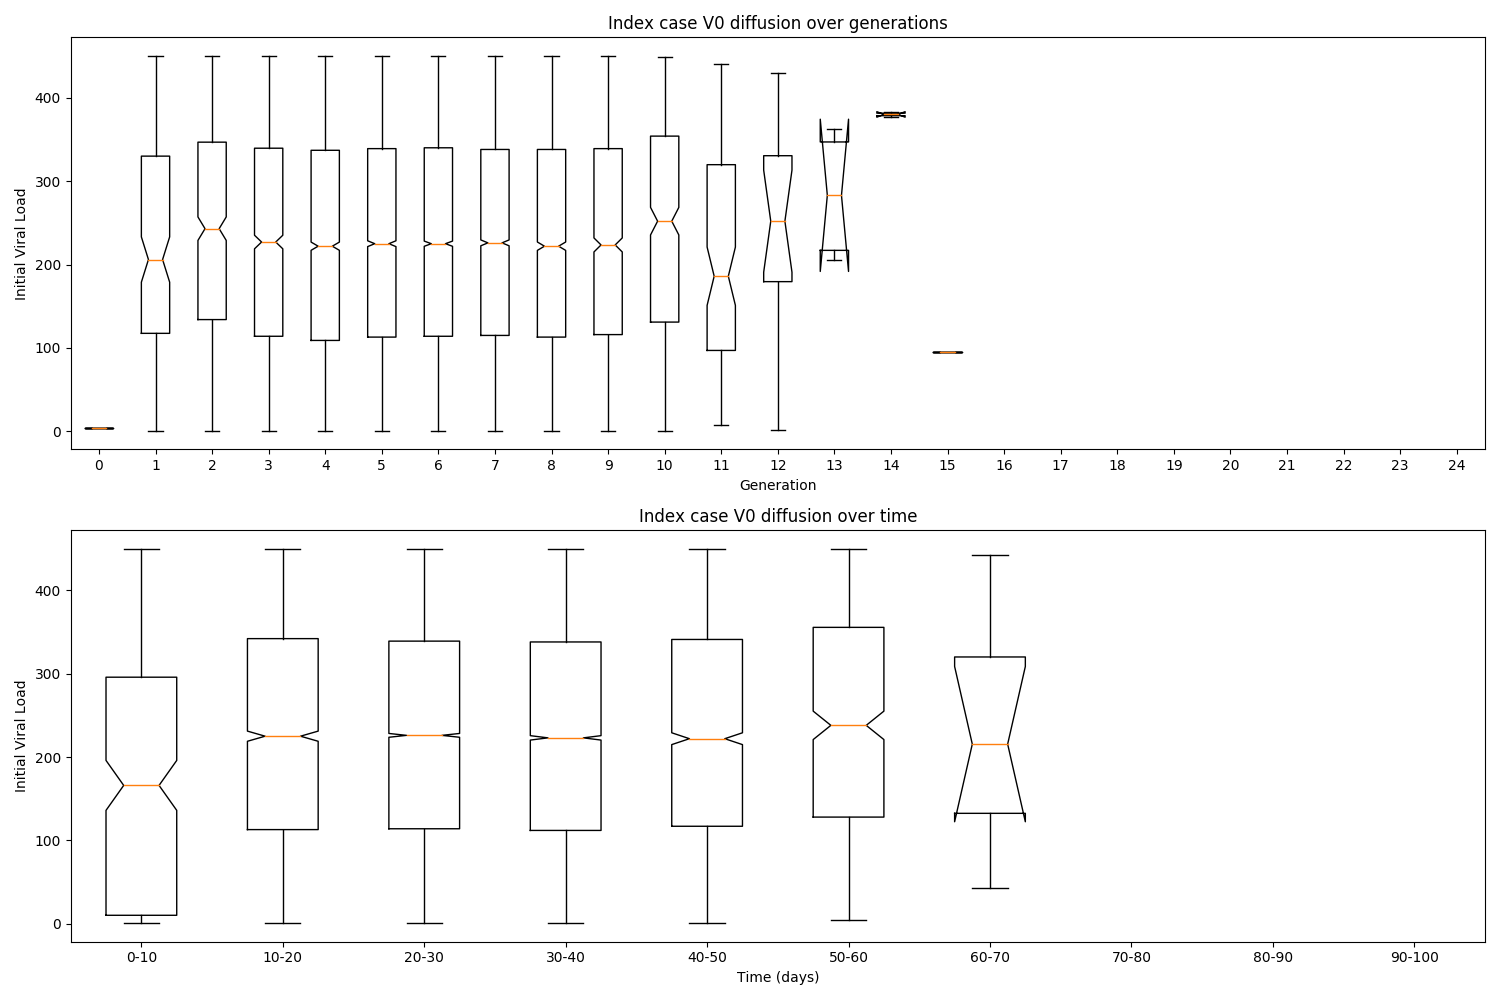 Index case V0 diffusion over generations
Initial Viral Load
400
300
200
100
0
0 1 2 3 4 5 6 7 8 9 10 11 12 13 14 15 16 17 18 19 20 21 22 23 24
Generation
Index case V0 diffusion over time
Initial Viral Load
400
300
200
100
0
0-10 10-20 20-30 30-40 40-50 50-60 60-70 70-80 80-90 90-100
Time (days)